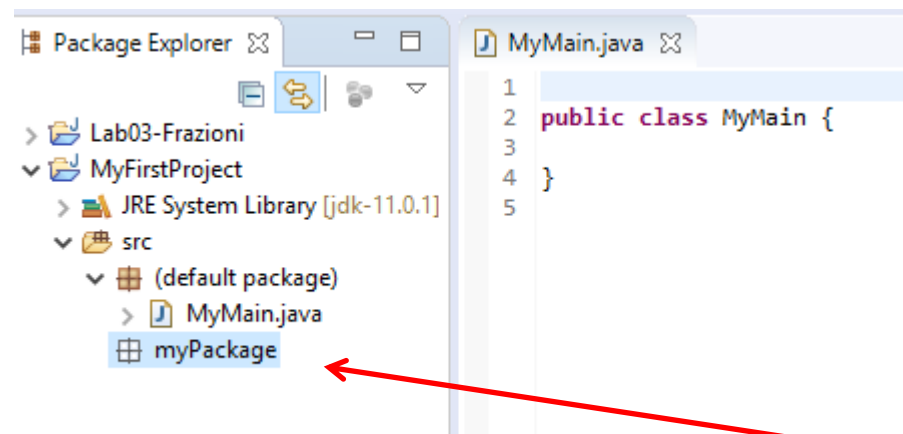 Package Explorer
Lab03-Frazioni
MyFirstProject
JRE System Library [jdk-11.0.1]
src
(default package)
MyMain.java
myPackage
MyMain.java
1
2 public class MyMain {
3
4 }
5